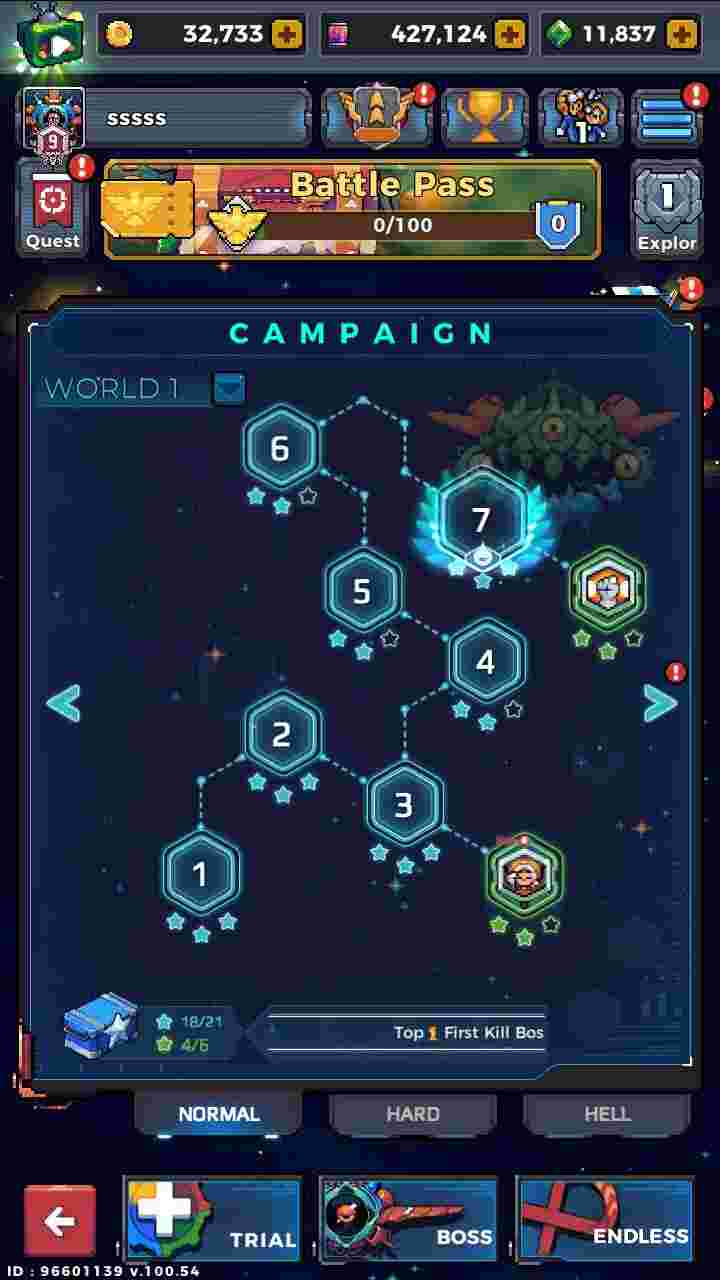 32,733
427,124
11,837
9
sssss
1
Quest
Battle Pass
0/100
0
1
Explor
CAMPAIGN
WORLD 1
6
7
5
4
2
3
1
18/21
4/6
Top 1 First Kill Bos
NORMAL
HARD
HELL
TRIAL
BOSS
ENDLESS
ID : 96601139 v.100.54